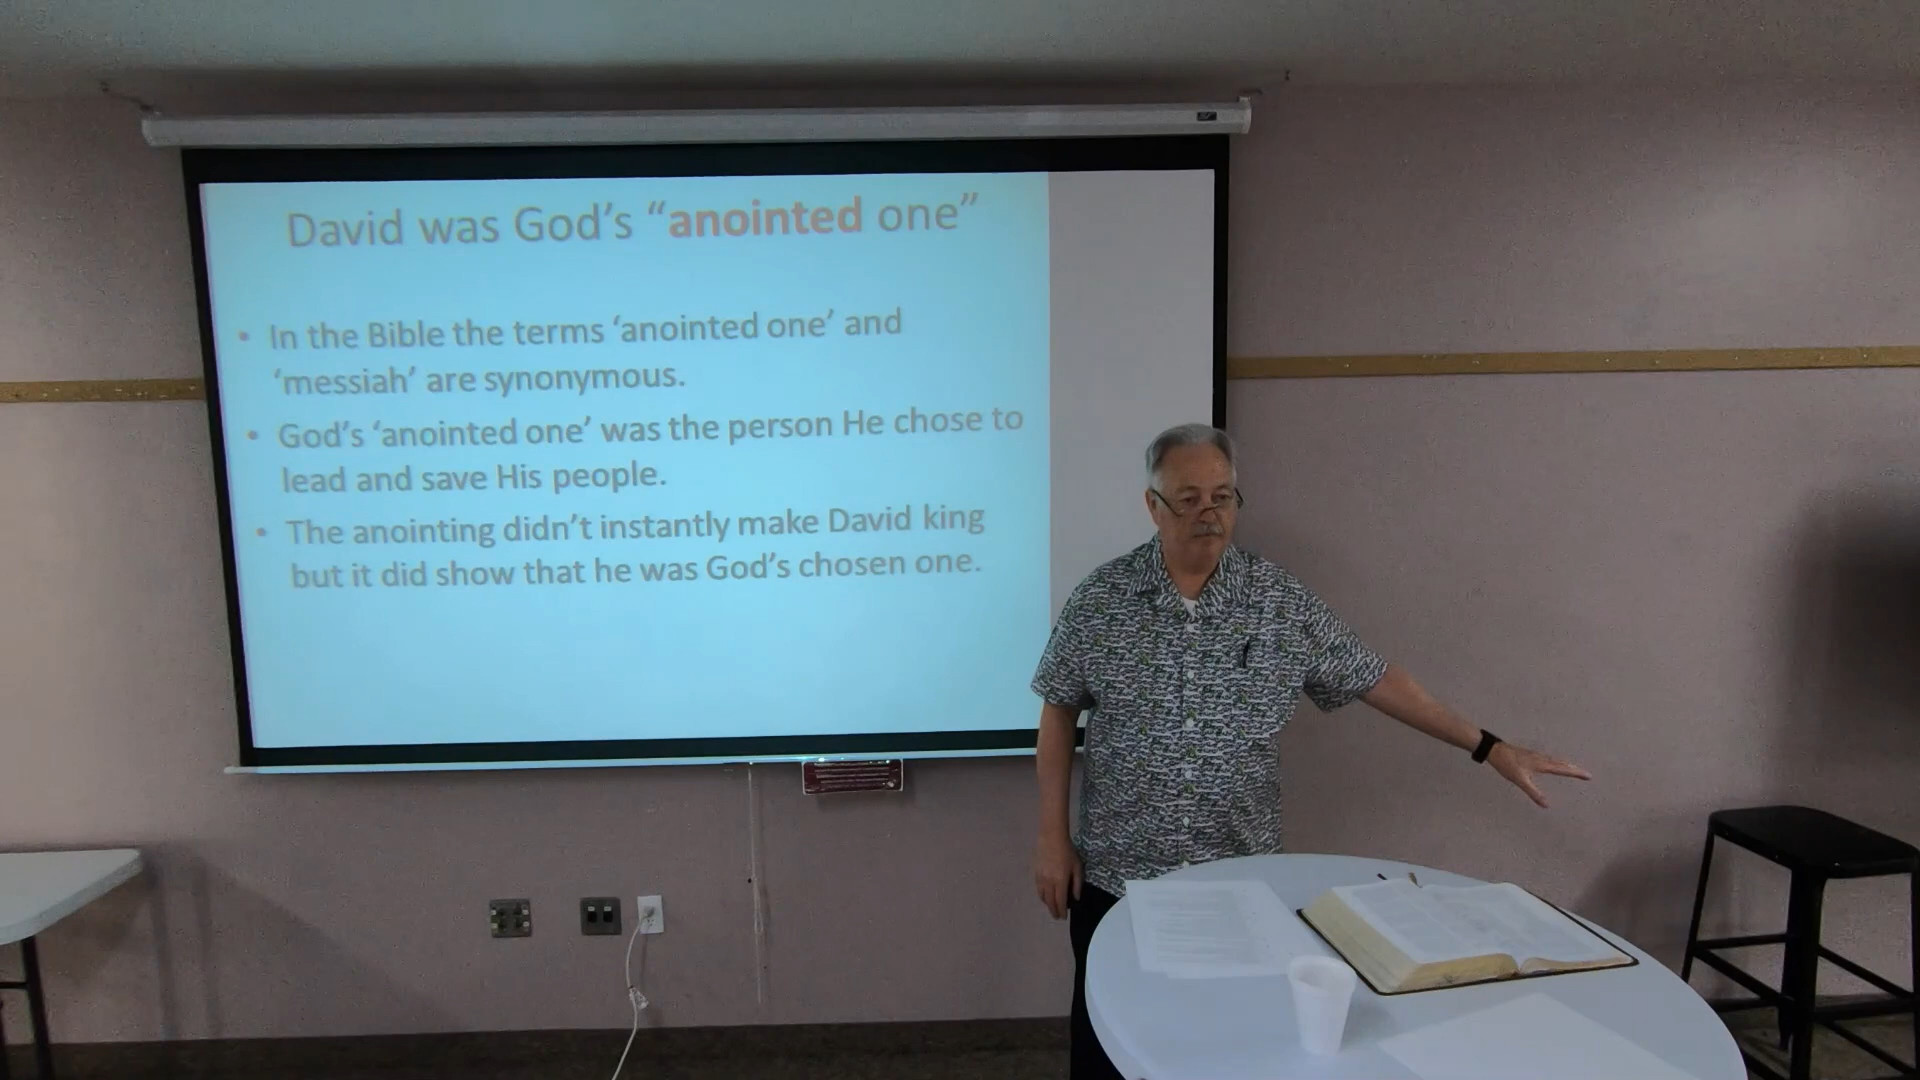 David was God's “anointed one”
• In the Bible the terms ‘anointed one’ and
‘messiah’ are synonymous.
• God's ‘anointed one’ was the person He chose to
lead and save His people.
• The anointing didn't instantly make David king
but it did show that he was God's chosen one.